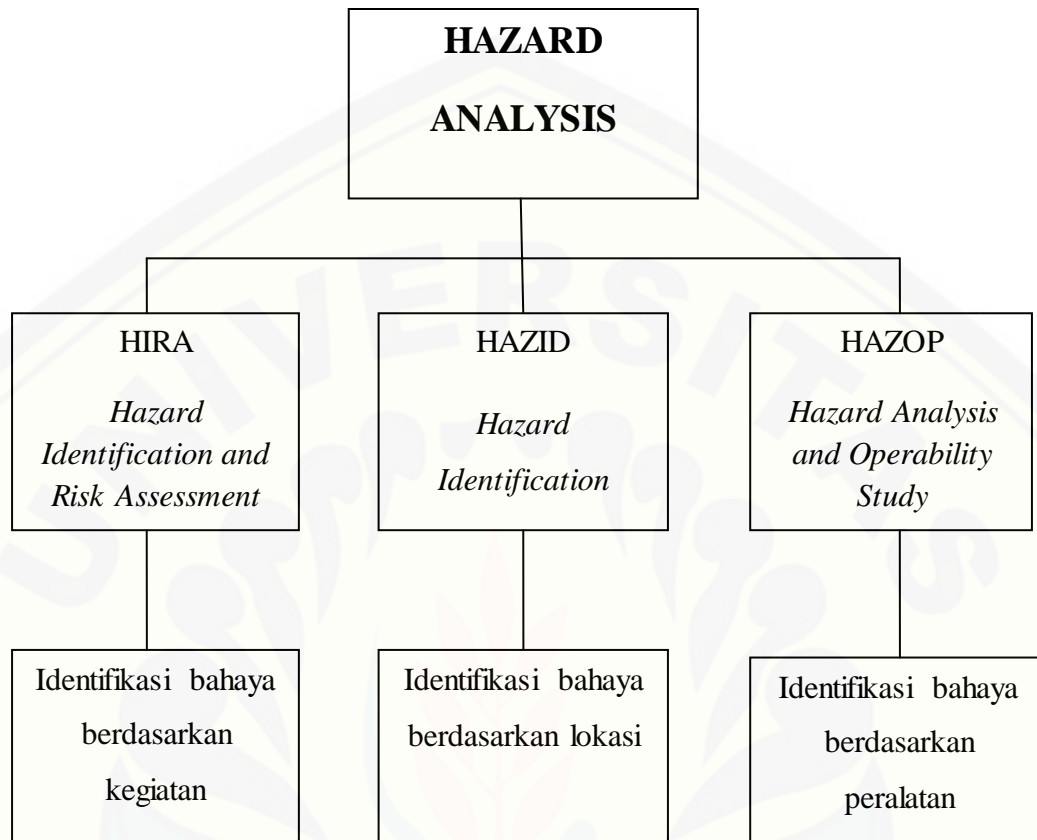 HAZARD
ANALYSIS
HIRA
Hazard
Identification and
Risk Assessment
HAZID
Hazard
Identification
HAZOP
Hazard Analysis
and Operability
Study
Identifikasi bahaya
berdasarkan
kegiatan
Identifikasi bahaya
berdasarkan lokasi
Identifikasi bahaya
berdasarkan
peralatan
UNIVERSITAS